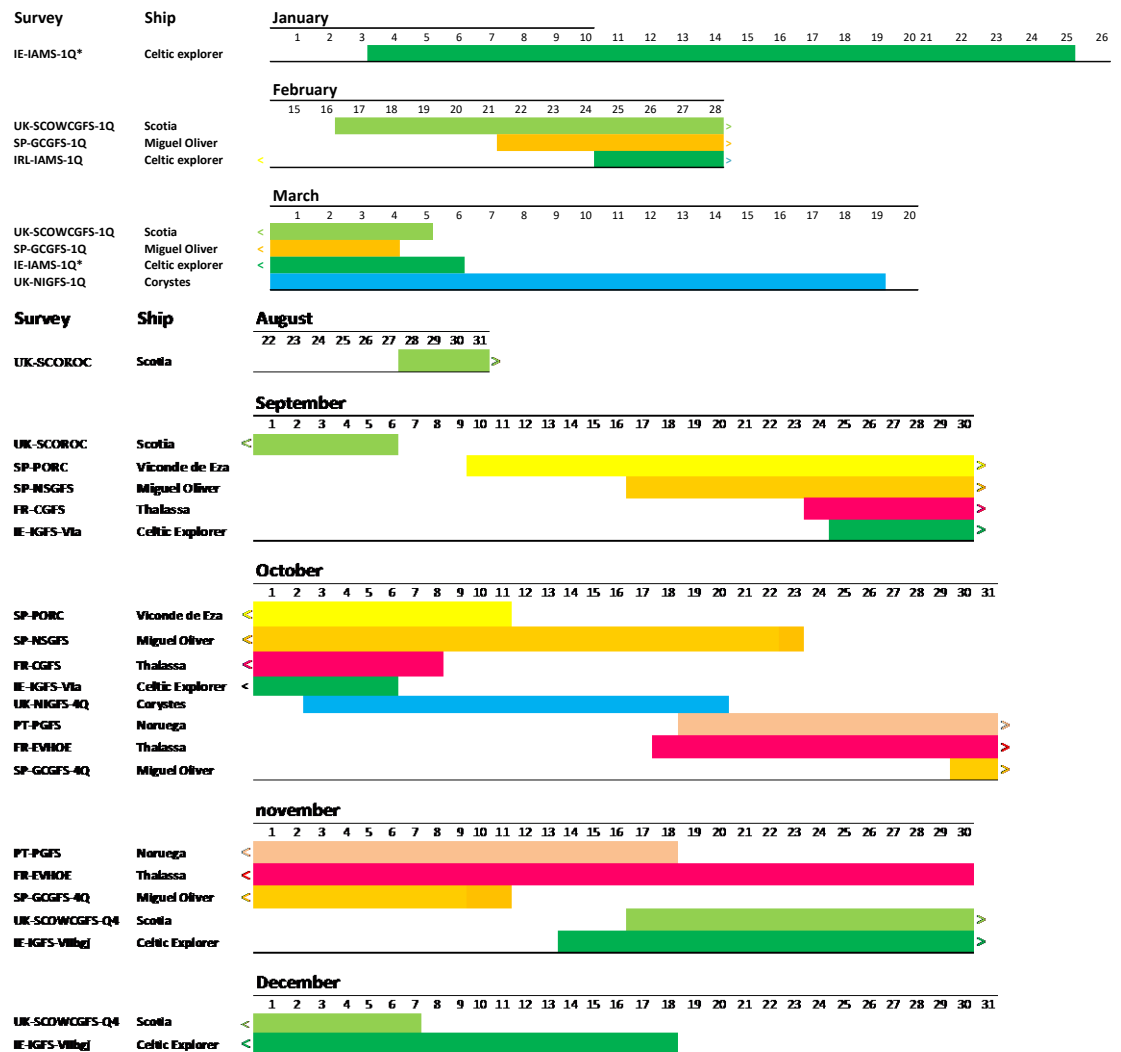 Survey Ship January
1 2 3 4 5 6 7 8 9 10 11 12 13 14 15 16 17 18 19 20 21 22 23 24 25 26
IE-IAMS-1Q* Celtic explorer
February
15 16 17 18 19 20 21 22 23 24 25 26 27 28
UK-SCOWCGFS-1Q Scotia >
SP-GCGFS-1Q Miguel Oliver >
IRL-IAMS-1Q Celtic explorer < >
March
1 2 3 4 5 6 7 8 9 10 11 12 13 14 15 16 17 18 19 20
UK-SCOWCGFS-1Q Scotia <
SP-GCGFS-1Q Miguel Oliver <
IE-IAMS-1Q* Celtic explorer <
UK-NIGFS-1Q Corystes
Survey Ship August
22 23 24 25 26 27 28 29 30 31
UK-SCOROC Scotia >
September
1 2 3 4 5 6 7 8 9 10 11 12 13 14 15 16 17 18 19 20 21 22 23 24 25 26 27 28 29 30
UK-SCOROC Scotia <
SP-PORC Viconde de Eza >
SP-NSGFS Miguel Oliver >
FR-CGFS Thalassa >
IE-IGFS-VIa Celtic Explorer >
October
1 2 3 4 5 6 7 8 9 10 11 12 13 14 15 16 17 18 19 20 21 22 23 24 25 26 27 28 29 30 31
SP-PORC Viconde de Eza <
SP-NSGFS Miguel Oliver <
FR-CGFS Thalassa <
IE-IGFS-VIa Celtic Explorer <
UK-NIGFS-4Q Corystes
PT-PGFS Noruega >
FR-EVHOE Thalassa >
SP-GCGFS-4Q Miguel Oliver >
november
1 2 3 4 5 6 7 8 9 10 11 12 13 14 15 16 17 18 19 20 21 22 23 24 25 26 27 28 29 30
PT-PGFS Noruega <
FR-EVHOE Thalassa <
SP-GCGFS-4Q Miguel Oliver <
UK-SCOWCGFS-Q4 Scotia >
IE-IGFS-VIIbgj Celtic Explorer >
December
1 2 3 4 5 6 7 8 9 10 11 12 13 14 15 16 17 18 19 20 21 22 23 24 25 26 27 28 29 30 31
UK-SCOWCGFS-Q4 Scotia <
IE-IGFS-VIIbgj Celtic Explorer <